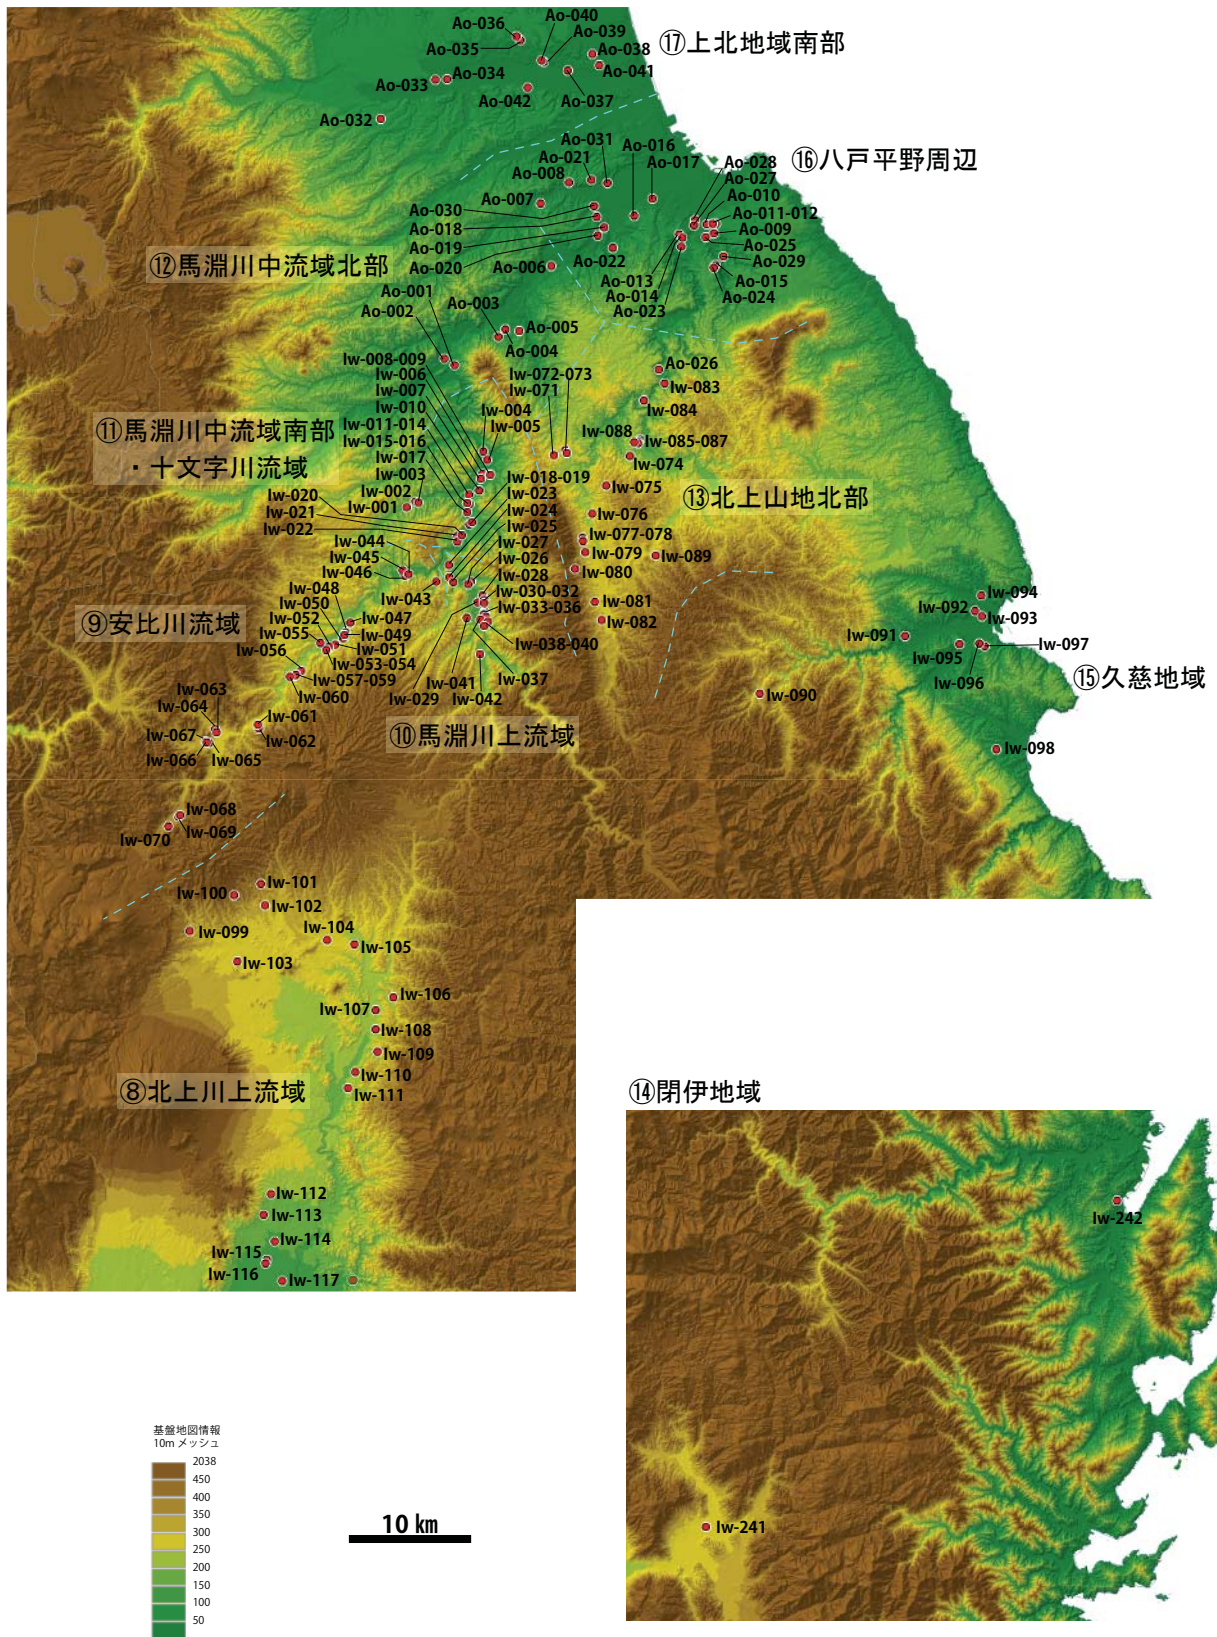 Ao-040
Ao-036
Ao-039
Ao-035
Ao-038
⑰上北地域南部
Ao-041
Ao-034
Ao-033
Ao-037
Ao-042
Ao-032
Ao-031
Ao-016
Ao-021
Ao-017
Ao-028
⑯八戸平野周辺
Ao-008
Ao-027
Ao-010
Ao-007
Ao-030
Ao-011-012
Ao-018
Ao-009
Ao-019
Ao-025
Ao-022
Ao-029
Ao-020
Ao-006
⑫馬淵川中流域北部
Ao-013
Ao-015
Ao-014
Ao-024
Ao-023
Ao-001
Ao-003
Ao-002
Ao-005
Ao-004
Iw-008-009
Ao-026
Iw-072-073
Iw-006
Iw-083
Iw-007
Iw-071
Iw-010
Iw-004
Iw-084
⑪馬淵川中流域南部
・十文字川流域
Iw-011-014
Iw-005
Iw-015-016
Iw-088
Iw-085-087
Iw-017
Iw-074
Iw-003
Iw-018-019
Iw-002
Iw-023
Iw-075
⑬北上山地北部
Iw-020
Iw-001
Iw-024
Iw-021
Iw-076
Iw-022
Iw-025
Iw-077-078
Iw-044
Iw-027
Iw-079
Iw-089
Iw-045
Iw-026
Iw-046
Iw-028
Iw-080
Iw-048
Iw-043
Iw-030-032
Iw-081
Iw-094
Iw-050
Iw-033-036
Iw-092
Iw-093
⑨安比川流域
Iw-052
Iw-047
Iw-082
Iw-055
Iw-049
Iw-091
Iw-038-040
Iw-097
Iw-056
Iw-051
Iw-095
Iw-053-054
Iw-096
Iw-057-059
Iw-037
⑮久慈地域
Iw-041
Iw-060
Iw-029
Iw-042
Iw-090
Iw-063
Iw-064
Iw-061
⑩馬淵川上流域
Iw-067
Iw-062
Iw-098
Iw-066
Iw-065
Iw-068
Iw-069
Iw-070
Iw-101
Iw-100
Iw-102
Iw-099
Iw-104
Iw-105
Iw-103
Iw-106
Iw-107
Iw-108
Iw-109
Iw-110
⑧北上川上流域
Iw-111
⑭閉伊地域
Iw-112
Iw-113
Iw-242
Iw-114
Iw-115
Iw-116
Iw-117
基盤地図情報
10m メッシュ
2038
450
400
350
300
250
200
150
100
50
10 km
Iw-241